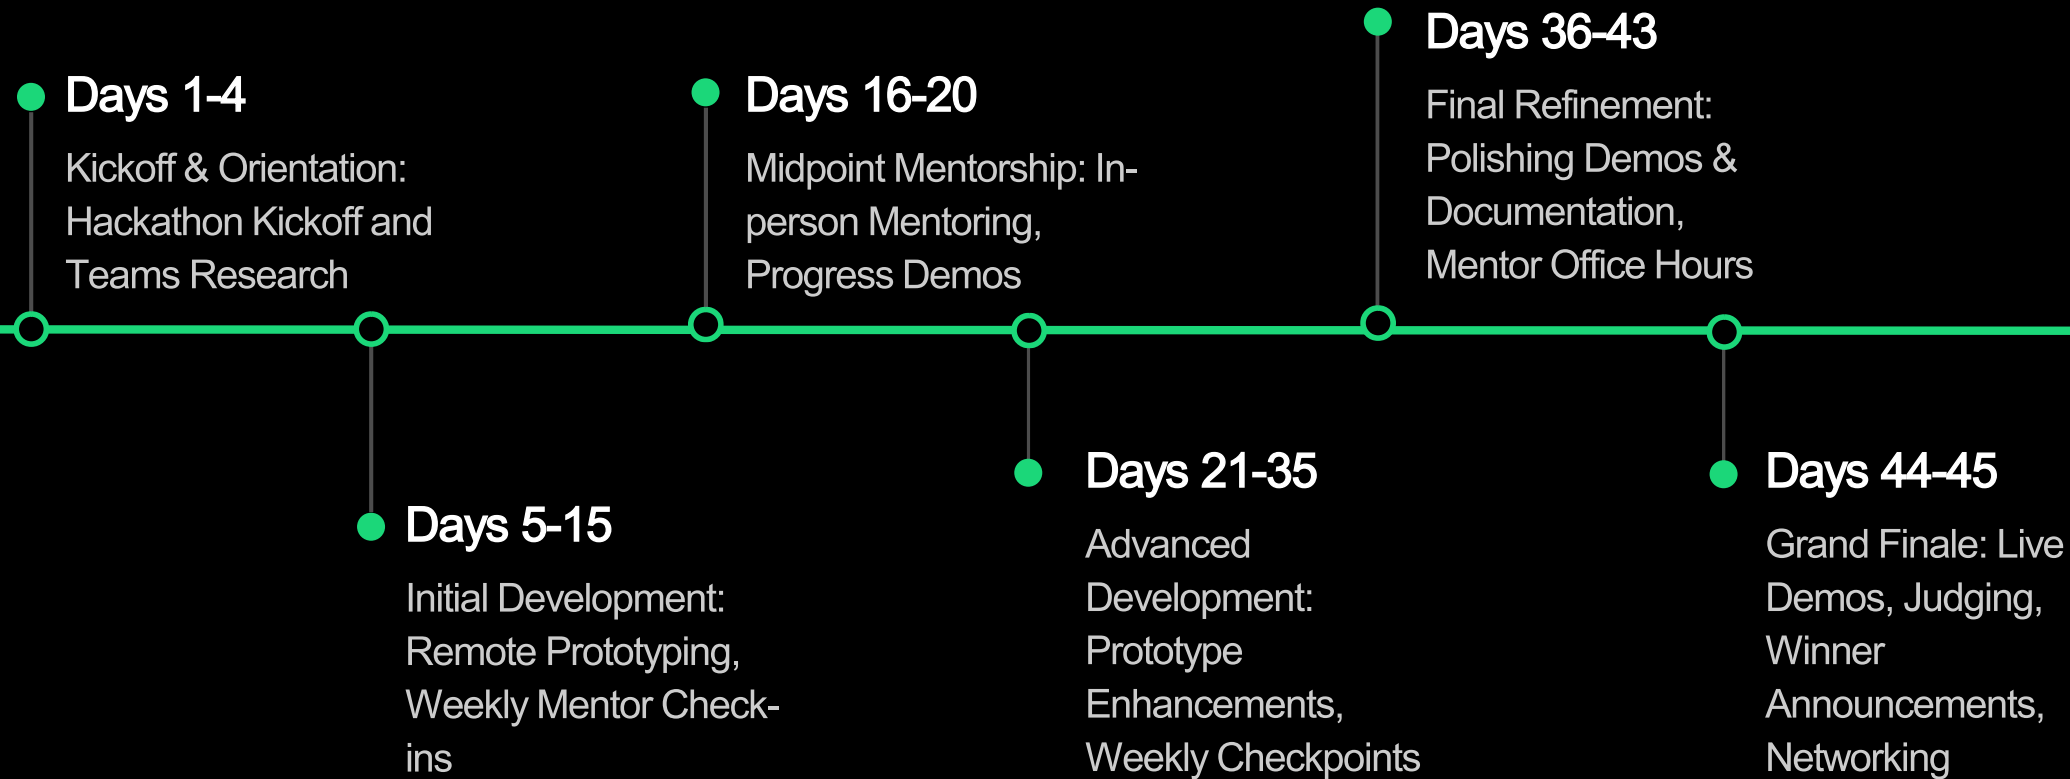 Days 1-4
Kickoff & Orientation:
Hackathon Kickoff and
Teams Research
Days 5-15
Initial Development:
Remote Prototyping,
Weekly Mentor Check-
ins
Days 16-20
Midpoint Mentorship: In-
person Mentoring,
Progress Demos
Days 21-35
Advanced
Development:
Prototype
Enhancements,
Weekly Checkpoints
Days 36-43
Final Refinement:
Polishing Demos &
Documentation,
Mentor Office Hours
Days 44-45
Grand Finale: Live
Demos, Judging,
Winner
Announcements,
Networking